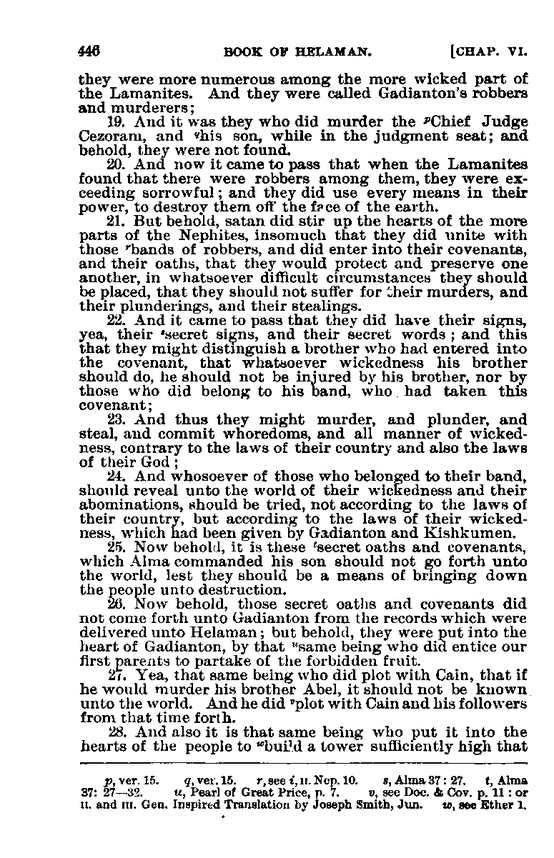 446 BOOK OF HELAMAN. [CHAP. VI.
they were more numerous among the more wicked part of
the Lamanites. And they were called Gadianton's robbers
and murderers;
19. And it was they who did murder the pChief Judge
Cezoram, and qhis son, while in the judgment seat; and
behold, they were not found.
20. And now it came to pass that when the Lamanites
found that there were robbers among them, they were ex-
ceeding sorrowful; and they did use every means in their
power, to destroy them off the face of the earth.
21. But behold, satan did stir up the hearts of the more
parts of the Nephites, insomuch that they did unite with
those rbands of robbers, and did enter into their covenants,
and their oaths, that they would protect and preserve one
another, in whatsoever difficult circumstances they should
be placed, that they should not suffer for their murders, and
their plunderings, and their stealings.
22. And it came to pass that they did have their signs,
yea, their ssecret signs, and their secret words; and this
that they might distinguish a brother who had entered into
the covenant, that whatsoever wickedness his brother
should do, he should not be injured by his brother, nor by
those who did belong to his band, who had taken this
covenant;
23. And thus they might murder, and plunder, and
steal, and commit whoredoms, and all manner of wicked-
ness, contrary to the laws of their country and also the laws
of their God;
24. And whosoever of those who belonged to their band,
should reveal unto the world of their wickedness and their
abominations, should be tried, not according to the laws of
their country, but according to the laws of their wicked-
ness, which had been given by Gadianton and Kishkumen.
25. Now behold, it is these tsecret oaths and covenants,
which Alma commanded his son should not go forth unto
the world, lest they should be a means of bringing down
the people unto destruction.
26. Now behold, those secret oaths and covenants did
not come forth unto Gadianton from the records which were
delivered unto Helaman; but behold, they were put into the
heart of Gadianton, by that usame being who did entice our
first parents to partake of the forbidden fruit.
27. Yea, that same being who did plot with Cain, that if
he would murder his brother Abel, it should not be known
unto the world. And he did vplot with Cain and his followers
from that time forth.
28. And also it is that same being who put it into the
hearts of the people to wbuild a tower sufficiently high that
p, ver. 15. q, ver. 15. r, see i, II. Nep. 10. s, Alma 37: 27. t, Alma
37: 27—32. u, Pearl of Great Price, p. 7. v, see Doc. & Cov. p. 11: or
II. and III. Gen. Inspired Translation by Joseph Smith, Jun. w, see Ether 1.